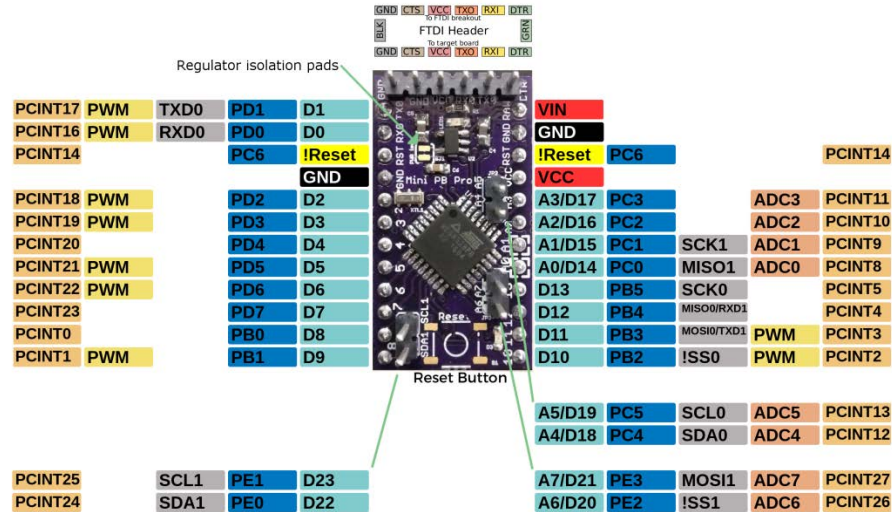 GND CTS VCC TXO RXI DTR
To FTDI breakout
BLK FTDI Header GRN
To target board
GND CTS VCC TXO RXI DTR
Regulator isolation pads
PCINT17 PWM TXD0 PD1 D1 VIN
PCINT16 PWM RXD0 PD0 D0 GND
PCINT14 PC6 !Reset !Reset PC6 PCINT14
GND VCC
Mini PB Pro
PCINT18 PWM PD2 D2 A3/D17 PC3 ADC3 PCINT11
PCINT19 PWM PD3 D3 A2/D16 PC2 ADC2 PCINT10
PCINT20 PD4 D4 A1/D15 PC1 SCK1 ADC1 PCINT9
PCINT21 PWM PD5 D5 A0/D14 PC0 MISO1 ADC0 PCINT8
PCINT22 PWM PD6 D6 D13 PB5 SCK0 PCINT5
PCINT23 PD7 D7 D12 PB4 MISO0/RXD1 PCINT4
PCINT0 PB0 D8 D11 PB3 MOSI0/TXD1 PWM PCINT3
PCINT1 PWM PB1 D9 D10 PB2 !SS0 PWM PCINT2
SCL1
SDA1
Reset Button
A5/D19 PC5 SCL0 ADC5 PCINT13
A4/D18 PC4 SDA0 ADC4 PCINT12
PCINT25 SCL1 PE1 D23 A7/D21 PE3 MOSI1 ADC7 PCINT27
PCINT24 SDA1 PE0 D22 A6/D20 PE2 !SS1 ADC6 PCINT26